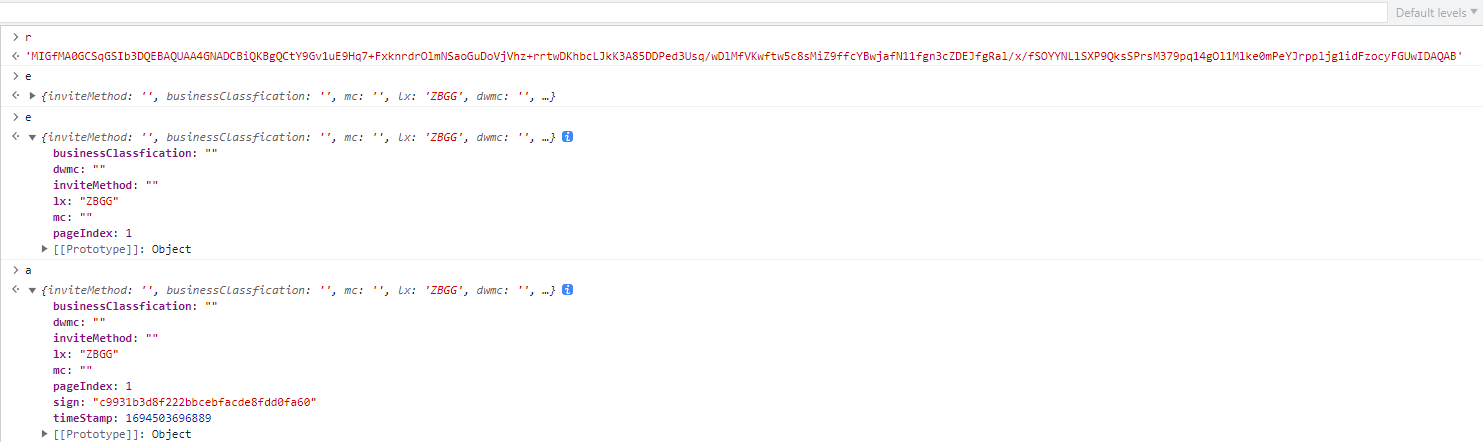 Default levels ▼
> r
<· 'MIGfMA0GCSqGSIb3DQEBAQUAA4GNADCBiQKBgQCtY9Gv1uE9Hq7+FxknrdrOlmNSaoGuDoVjVhz+rrtwDKhbcLJkK3A85DDPed3Usq/wDlMfVKwftw5c8sMiZ9ffcYBwjafN11fgn3cZDEJfgRal/x/fSOYYNLlSXP9QksSPrsM379pq14gOl1Mlke0mPeYJrppljg1idFzocyFGUwIDAQAB'
> e
<· ▶ {inviteMethod: '', businessClassfication: '', mc: '', lx: 'ZBGG', dwmc: '', …}
> e
<· ▼ {inviteMethod: '', businessClassfication: '', mc: '', lx: 'ZBGG', dwmc: '', …} i
businessClassfication: ""
dwmc: ""
inviteMethod: ""
lx: "ZBGG"
mc: ""
pageIndex: 1
▶ [[Prototype]]: Object
> a
<· ▼ {inviteMethod: '', businessClassfication: '', mc: '', lx: 'ZBGG', dwmc: '', …} i
businessClassfication: ""
dwmc: ""
inviteMethod: ""
lx: "ZBGG"
mc: ""
pageIndex: 1
sign: "c9931b3d8f222bbcebfacde8fdd0fa60"
timeStamp: 1694503696889
▶ [[Prototype]]: Object